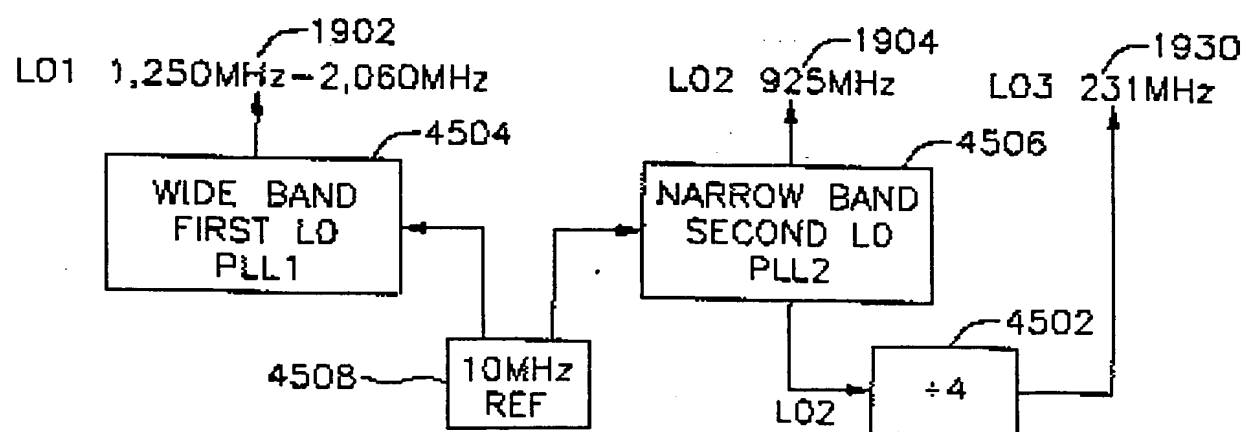 1902
LO1 1,250MHz-2,060MHz
4504
WIDE BAND
FIRST LO
PLL1
1904
LO2 925MHz
1930
LO3 231MHz
4506
NARROW BAND
SECOND LO
PLL2
4508
10MHz
REF
4502
÷4
LO2